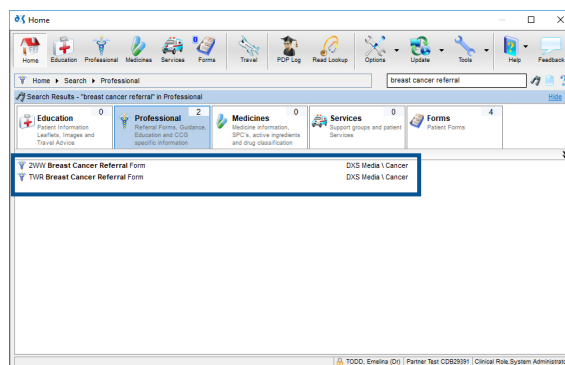 Home
Home Education Professional Medicines Services Forms Travel PDP Log Read Lookup Options Update Tools Help Feedback
0
Home Search Professional
breast cancer referral
Search Results - "breast cancer referral" in Professional
Hide
Education 0
Patient Information
Leaflets, Images and
Travel Advice
Professional 2
Referral Forms, Guidance,
Education and CCG
specific information
Medicines 0
Medicine information,
SPC's, active ingredients
and drug classification
Services 0
Support groups and patient
Services
Forms 4
Patient Forms
2WW Breast Cancer Referral Form DXS Media \ Cancer
TWR Breast Cancer Referral Form DXS Media \ Cancer
TODD, Emelina (Dr) Partner Test CDB29391 Clinical Role,System Administrato